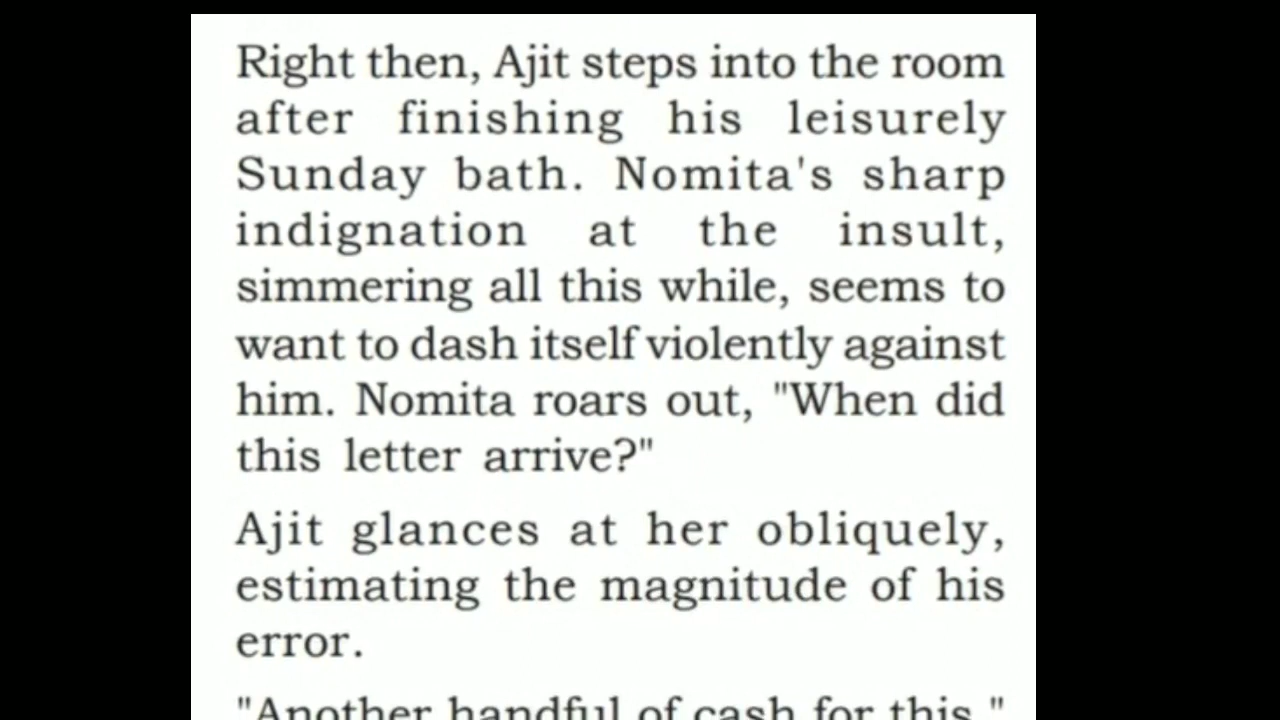 Right then, Ajit steps into the room
after finishing his leisurely
Sunday bath. Nomita's sharp
indignation at the insult,
simmering all this while, seems to
want to dash itself violently against
him. Nomita roars out, "When did
this letter arrive?"
Ajit glances at her obliquely,
estimating the magnitude of his
error.
"Another handful of cash for this,"